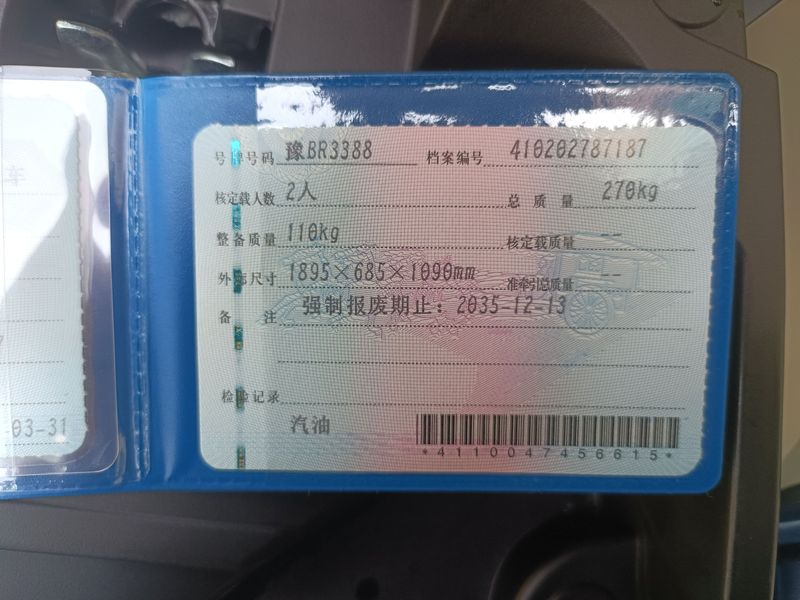 号牌号码 豫BR3388 档案编号 410202787187
核定载人数 2人 总质量 270kg
整备质量 110kg 核定载质量 --
外廓尺寸 1895×685×1090mm 准牵引总质量 --
备注 强制报废期止：2035-12-13
检验记录
汽油
*4110047456615*
03-31